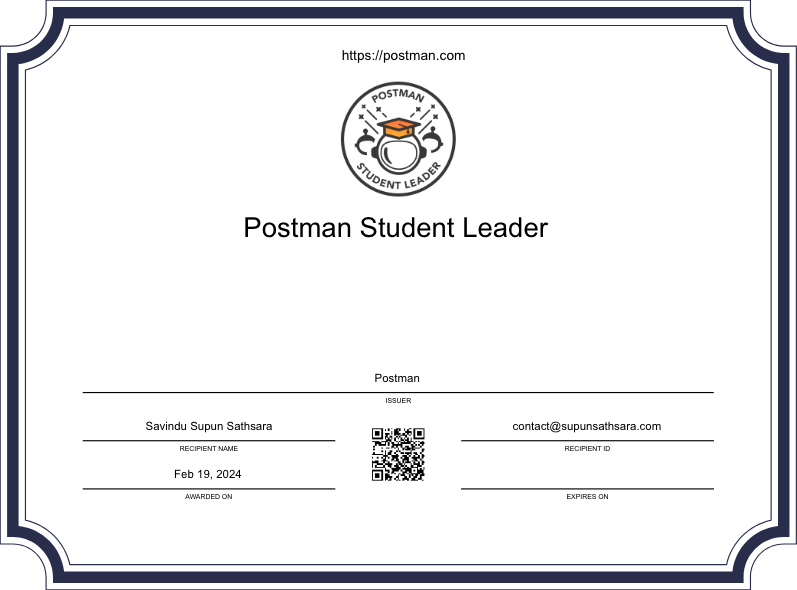 https://postman.com
POSTMAN
STUDENT LEADER
Postman Student Leader
Postman
ISSUER
Savindu Supun Sathsara
contact@supunsathsara.com
RECIPIENT NAME
RECIPIENT ID
Feb 19, 2024
AWARDED ON
EXPIRES ON